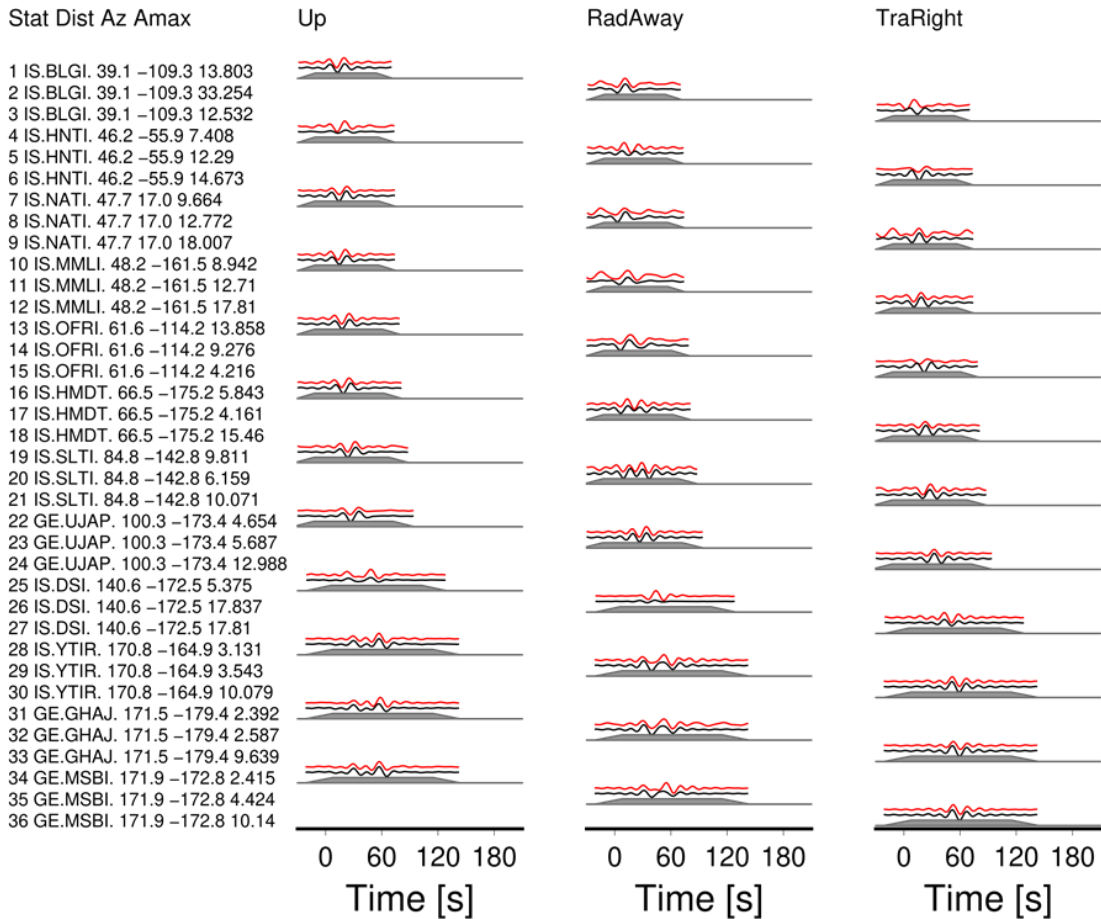 Stat Dist Az Amax Up RadAway TraRight
1 IS.BLGI. 39.1 −109.3 13.803
2 IS.BLGI. 39.1 −109.3 33.254
3 IS.BLGI. 39.1 −109.3 12.532
4 IS.HNTI. 46.2 −55.9 7.408
5 IS.HNTI. 46.2 −55.9 12.29
6 IS.HNTI. 46.2 −55.9 14.673
7 IS.NATI. 47.7 17.0 9.664
8 IS.NATI. 47.7 17.0 12.772
9 IS.NATI. 47.7 17.0 18.007
10 IS.MMLI. 48.2 −161.5 8.942
11 IS.MMLI. 48.2 −161.5 12.71
12 IS.MMLI. 48.2 −161.5 17.81
13 IS.OFRI. 61.6 −114.2 13.858
14 IS.OFRI. 61.6 −114.2 9.276
15 IS.OFRI. 61.6 −114.2 4.216
16 IS.HMDT. 66.5 −175.2 5.843
17 IS.HMDT. 66.5 −175.2 4.161
18 IS.HMDT. 66.5 −175.2 15.46
19 IS.SLTI. 84.8 −142.8 9.811
20 IS.SLTI. 84.8 −142.8 6.159
21 IS.SLTI. 84.8 −142.8 10.071
22 GE.UJAP. 100.3 −173.4 4.654
23 GE.UJAP. 100.3 −173.4 5.687
24 GE.UJAP. 100.3 −173.4 12.988
25 IS.DSI. 140.6 −172.5 5.375
26 IS.DSI. 140.6 −172.5 17.837
27 IS.DSI. 140.6 −172.5 17.81
28 IS.YTIR. 170.8 −164.9 3.131
29 IS.YTIR. 170.8 −164.9 3.543
30 IS.YTIR. 170.8 −164.9 10.079
31 GE.GHAJ. 171.5 −179.4 2.392
32 GE.GHAJ. 171.5 −179.4 2.587
33 GE.GHAJ. 171.5 −179.4 9.639
34 GE.MSBI. 171.9 −172.8 2.415
35 GE.MSBI. 171.9 −172.8 4.424
36 GE.MSBI. 171.9 −172.8 10.14
0 60 120 180 0 60 120 180 0 60 120 180
Time [s] Time [s] Time [s]